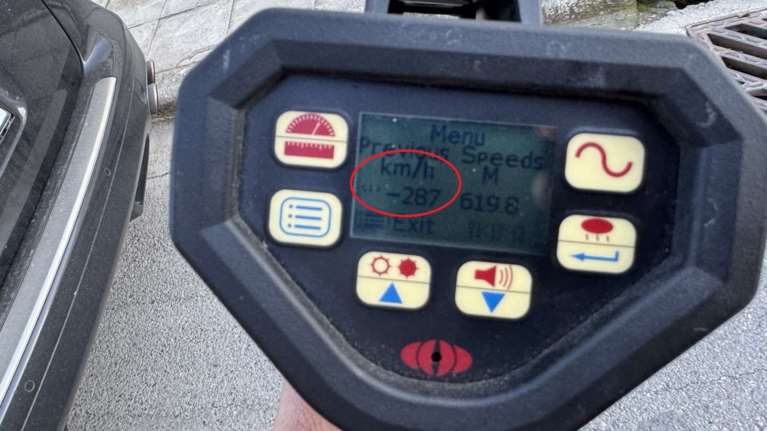 Menu
Previous Speeds
km/h M
-287 619.8
Exit